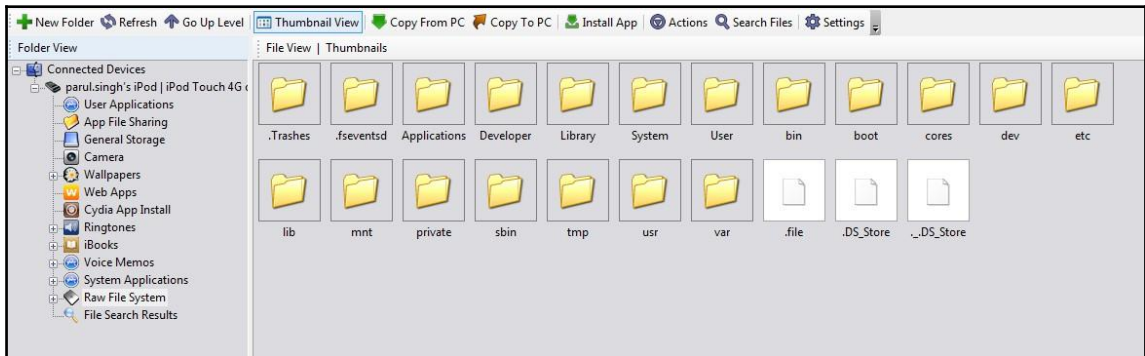 New Folder Refresh Go Up Level Thumbnail View Copy From PC Copy To PC Install App Actions Search Files Settings
Folder View
File View | Thumbnails
Connected Devices
parul.singh's iPod | iPod Touch 4G
User Applications
App File Sharing
General Storage
Camera
Wallpapers
Web Apps
Cydia App Install
Ringtones
iBooks
Voice Memos
System Applications
Raw File System
File Search Results
.Trashes .fseventsd Applications Developer Library System User bin boot cores dev etc
lib mnt private sbin tmp usr var .file .DS_Store ._.DS_Store